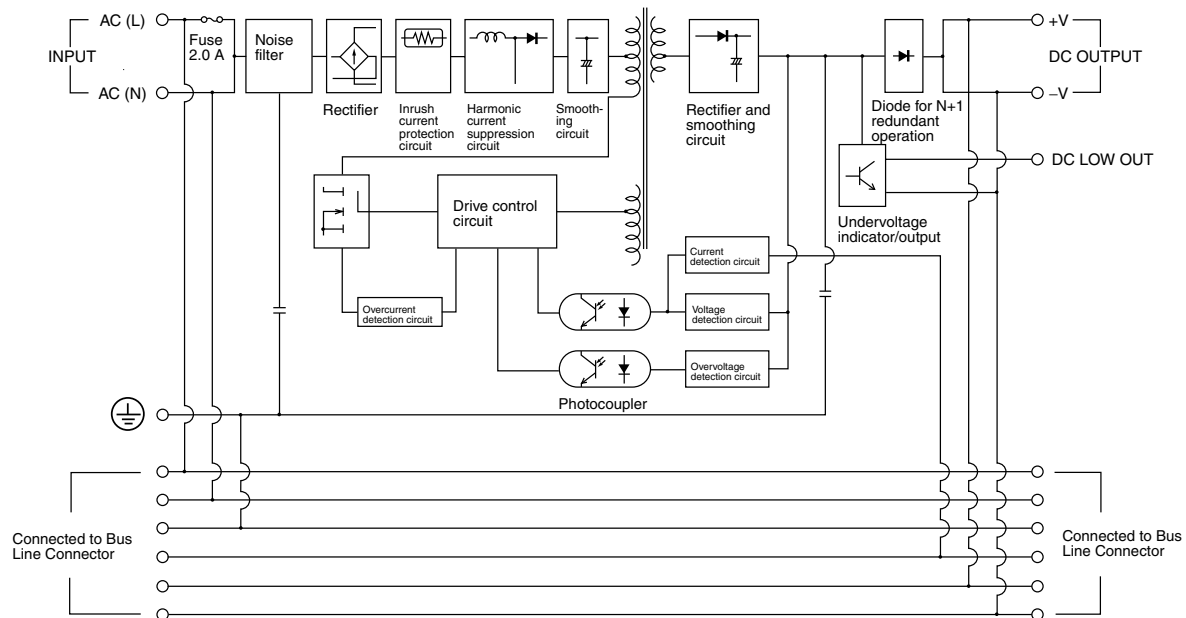 AC (L)
INPUT
AC (N)
Fuse
2.0 A
Noise
filter
Rectifier
Inrush
current
protection
circuit
Harmonic
current
suppression
circuit
Smooth-
ing
circuit
Rectifier and
smoothing
circuit
Diode for N+1
redundant
operation
+V
DC OUTPUT
–V
DC LOW OUT
Undervoltage
indicator/output
Drive control
circuit
Overcurrent
detection circuit
Current
detection circuit
Voltage
detection circuit
Overvoltage
detection circuit
Photocoupler
Connected to Bus
Line Connector
Connected to Bus
Line Connector